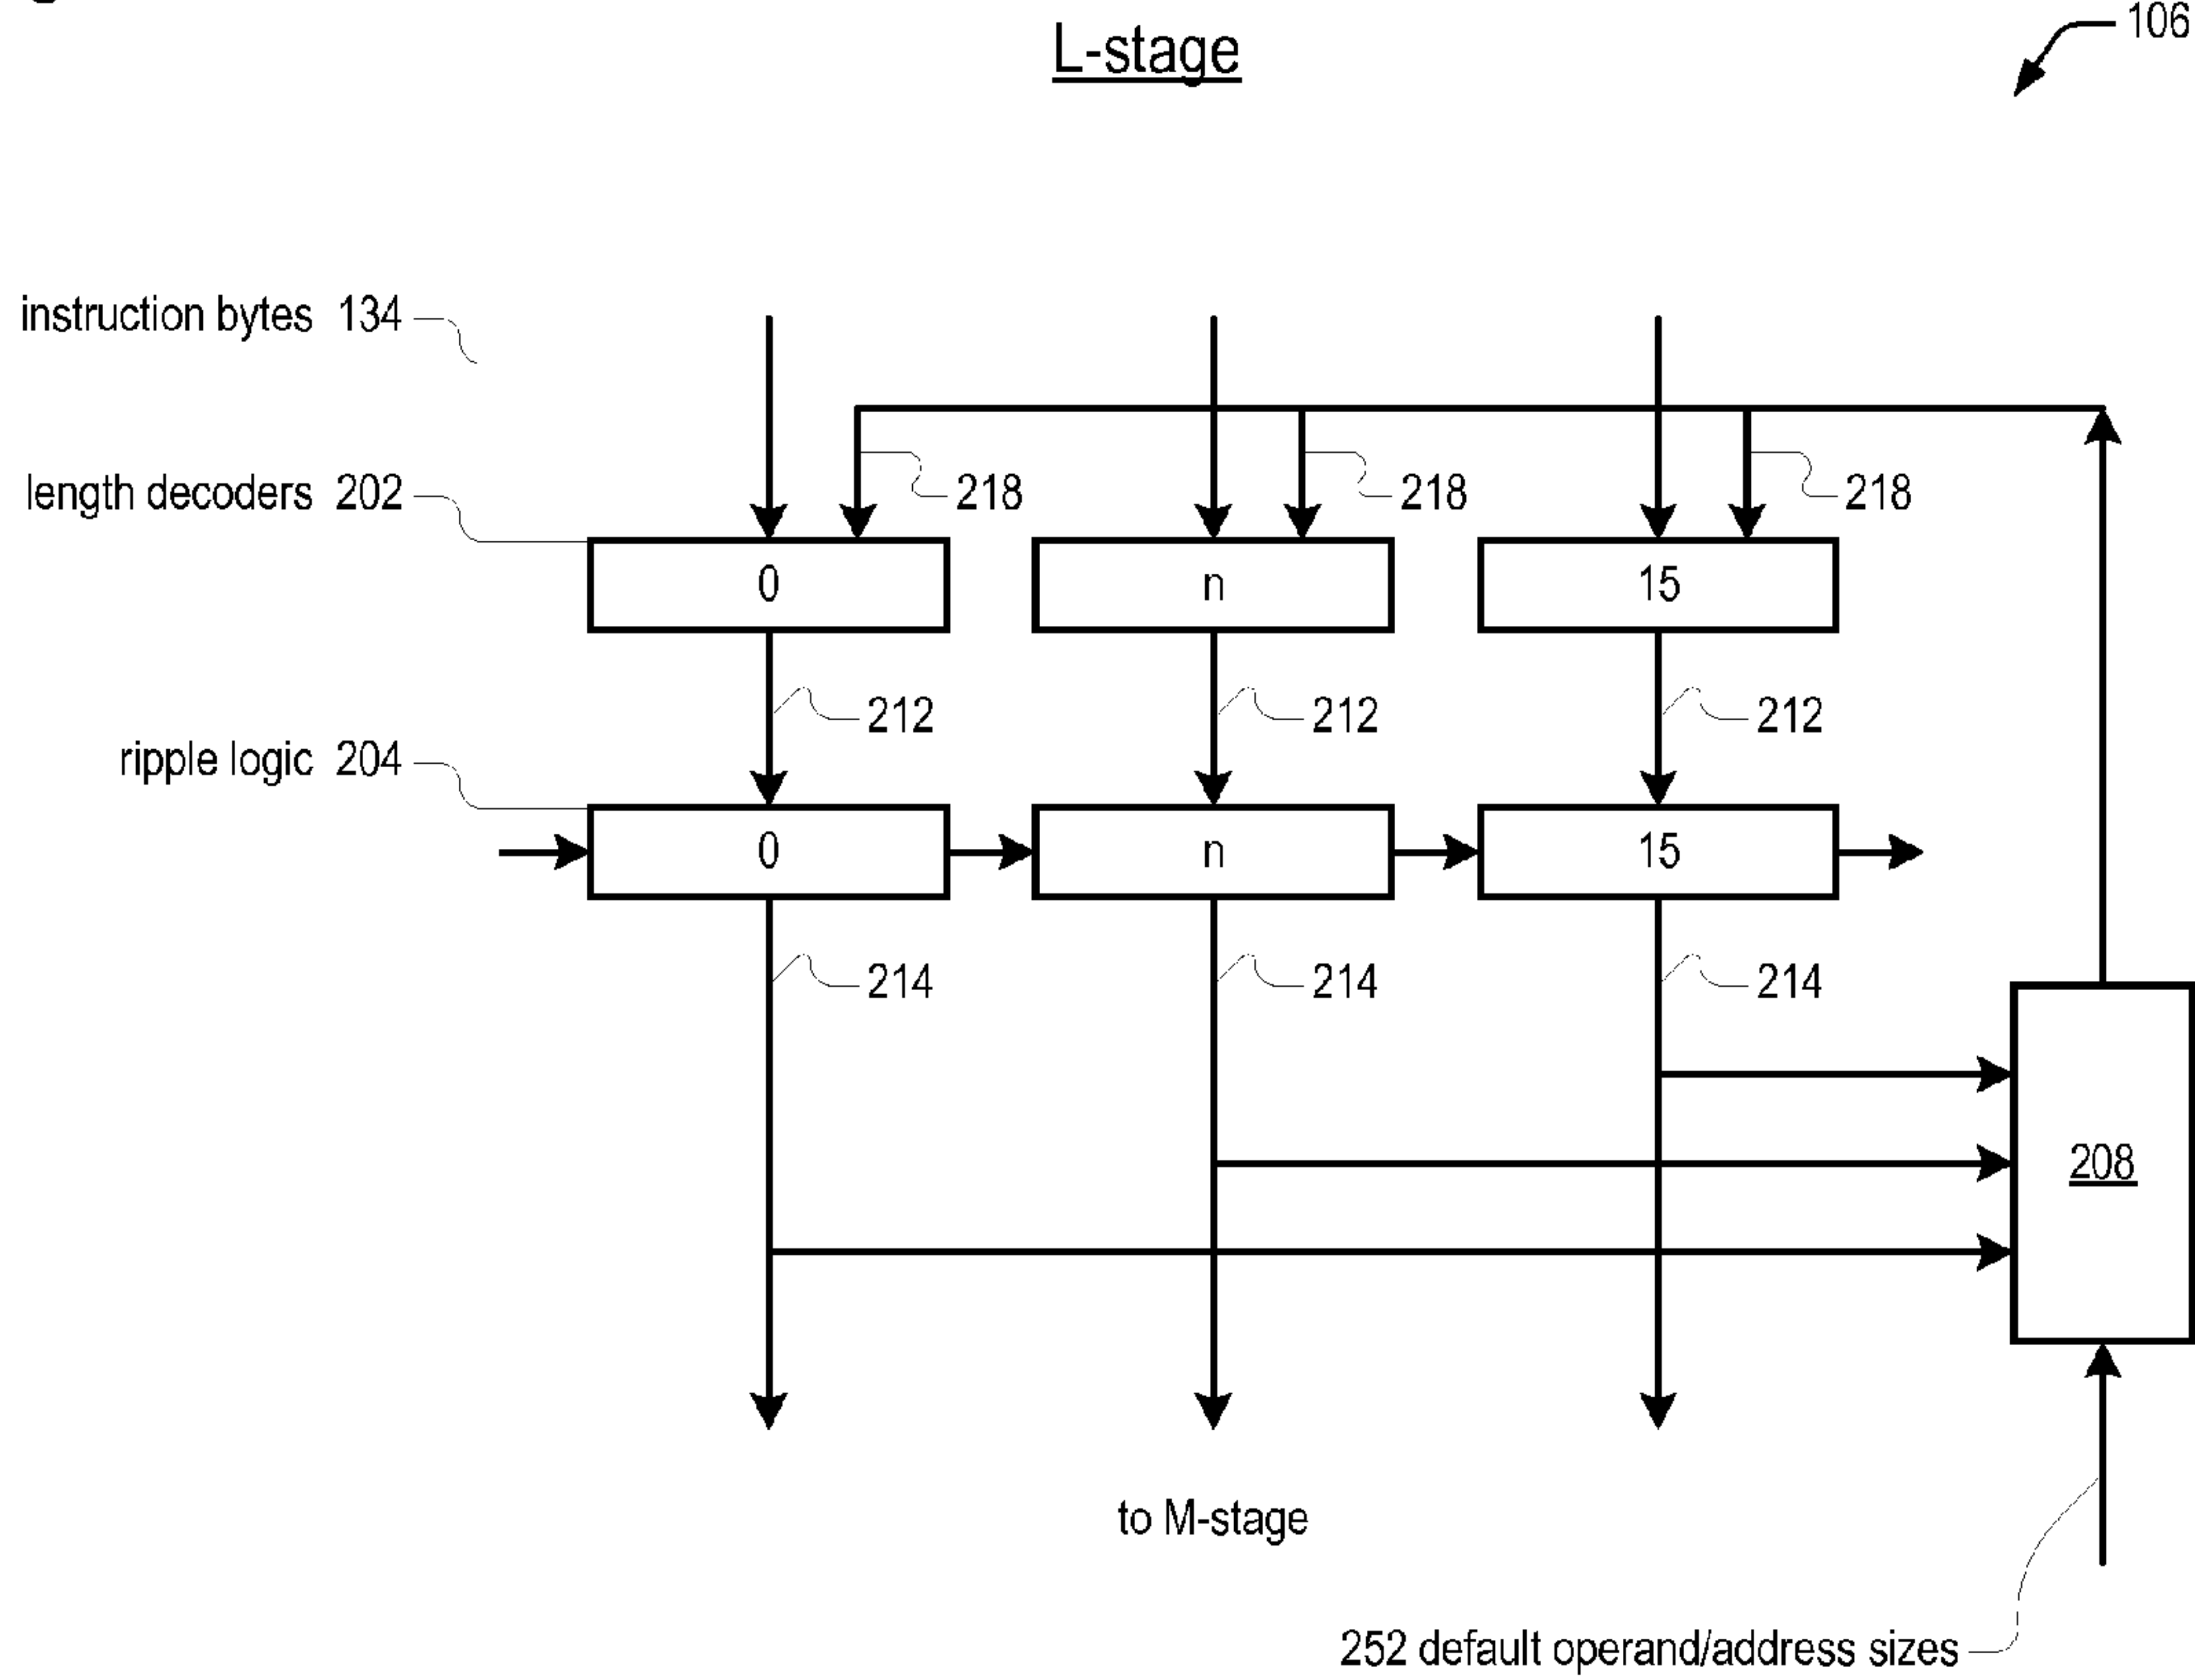 L-stage
106
instruction bytes 134
length decoders 202
218 218 218
0 n 15
212 212 212
ripple logic 204
0 n 15
214 214 214
208
to M-stage
252 default operand/address sizes